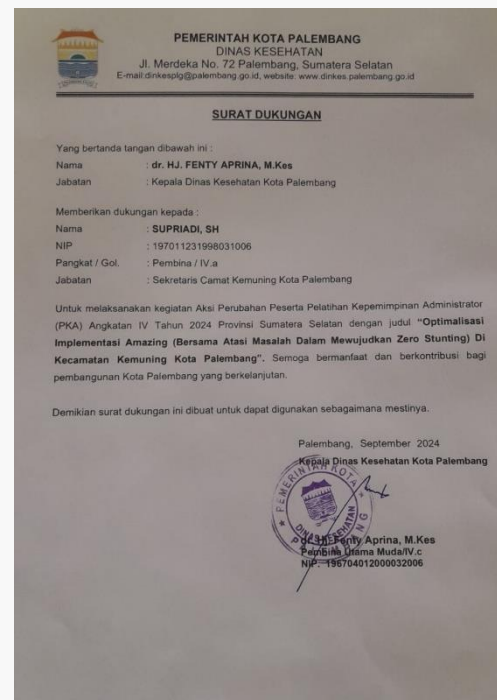 PEMERINTAH KOTA PALEMBANG
DINAS KESEHATAN
Jl. Merdeka No. 72 Palembang, Sumatera Selatan
E-mail:dinkesplg@palembang.go.id, website: www.dinkes.palembang.go.id
SURAT DUKUNGAN
Yang bertanda tangan dibawah ini :
Nama : dr. HJ. FENTY APRINA, M.Kes
Jabatan : Kepala Dinas Kesehatan Kota Palembang
Memberikan dukungan kepada :
Nama : SUPRIADI, SH
NIP : 197011231998031006
Pangkat / Gol. : Pembina / IV.a
Jabatan : Sekretaris Camat Kemuning Kota Palembang
Untuk melaksanakan kegiatan Aksi Perubahan Peserta Pelatihan Kepemimpinan Administrator
(PKA) Angkatan IV Tahun 2024 Provinsi Sumatera Selatan dengan judul “Optimalisasi
Implementasi Amazing (Bersama Atasi Masalah Dalam Mewujudkan Zero Stunting) Di
Kecamatan Kemuning Kota Palembang”. Semoga bermanfaat dan berkontribusi bagi
pembangunan Kota Palembang yang berkelanjutan.
Demikian surat dukungan ini dibuat untuk dapat digunakan sebagaimana mestinya.
Palembang, September 2024
Kepala Dinas Kesehatan Kota Palembang
PEMERINTAH KOTA
DINAS KESEHATAN
dr. Hj. Fenty Aprina, M.Kes
Pembina Utama Muda/IV.c
NIP. 196704012000032006